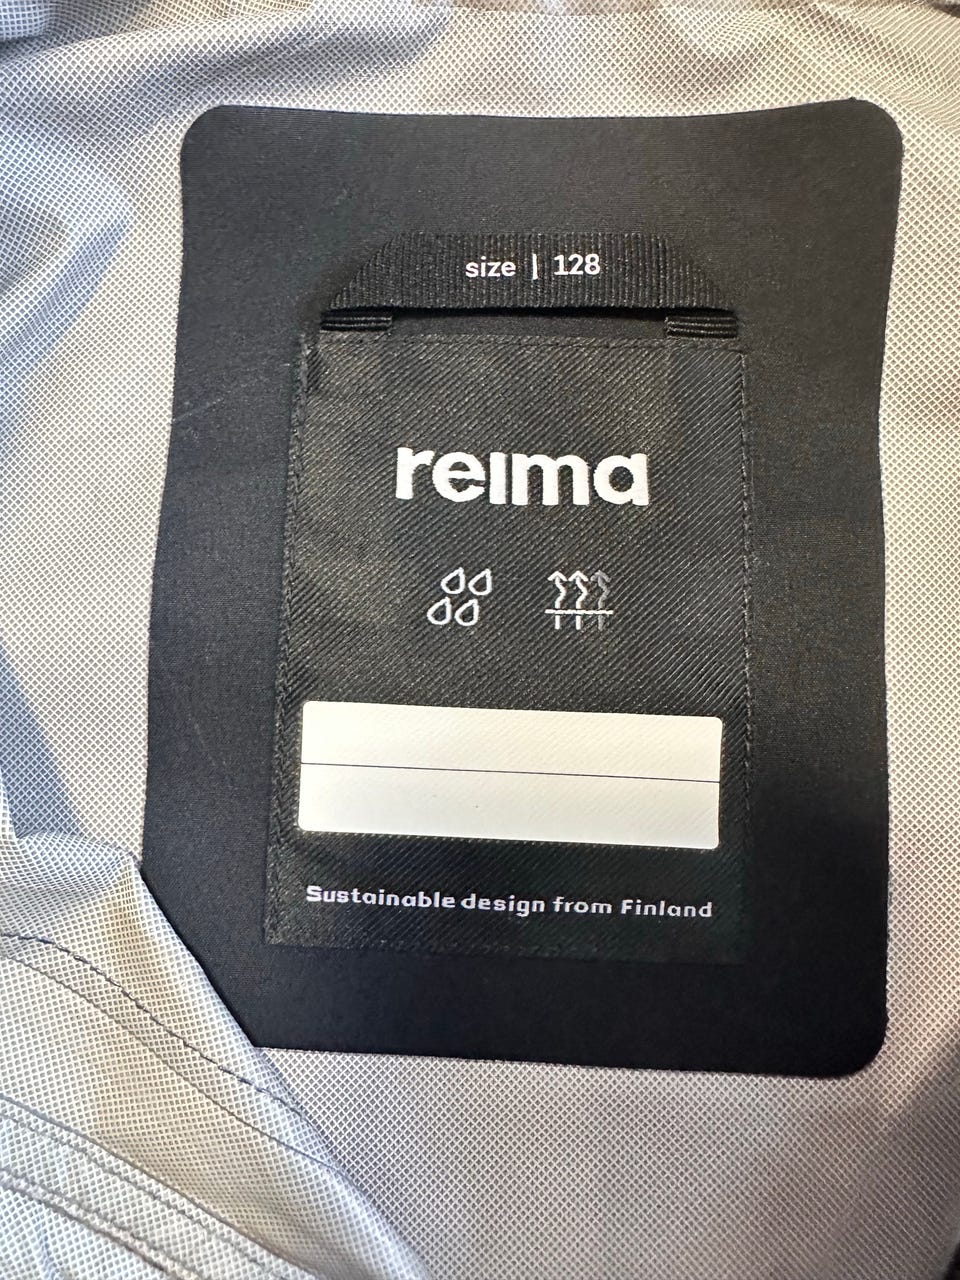 size | 128
reima
Sustainable design from Finland